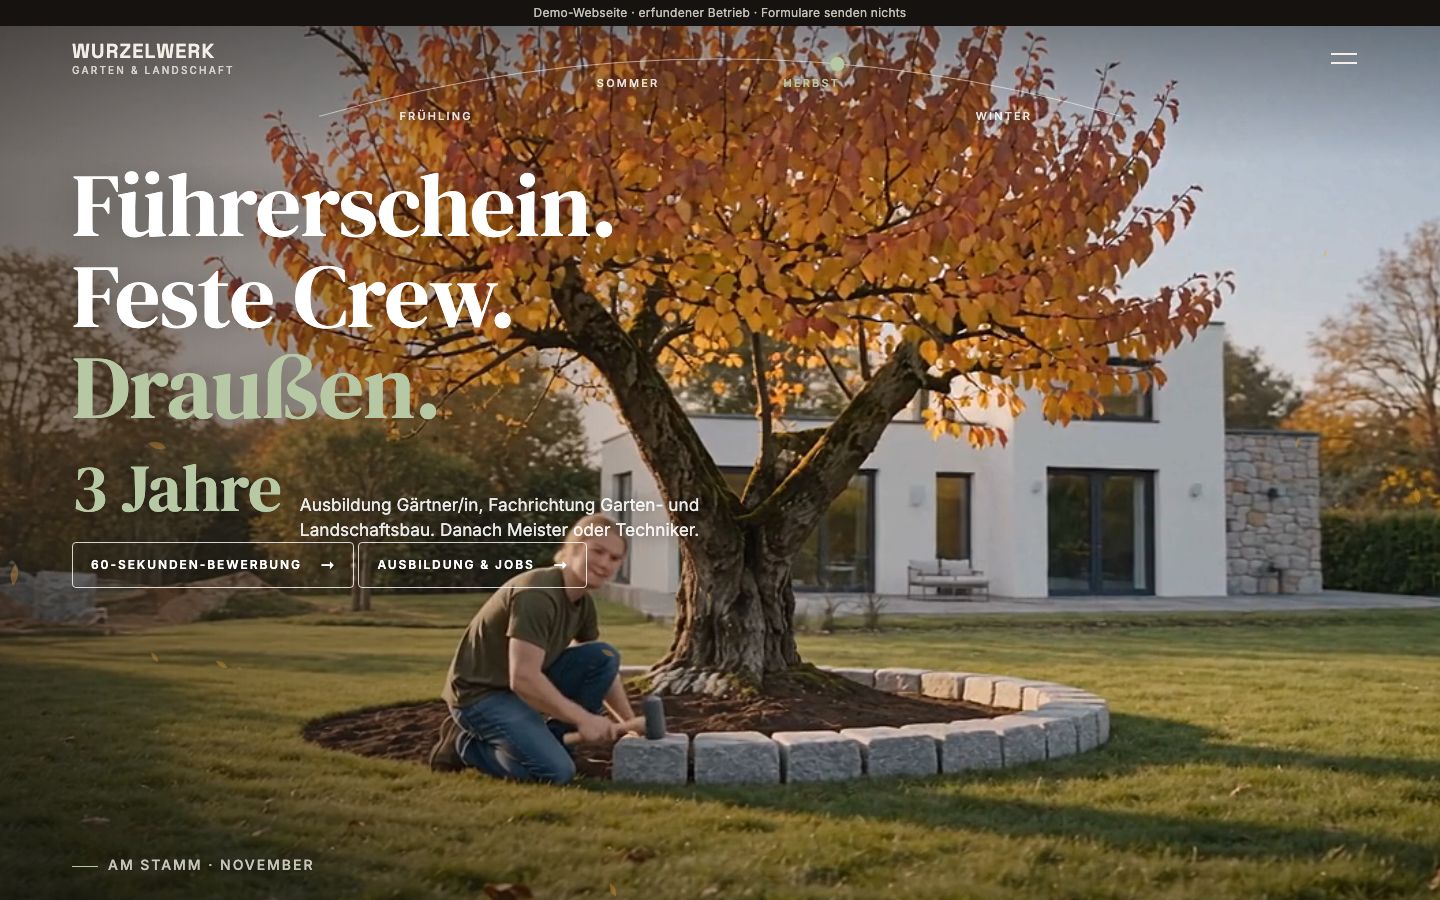 Demo-Webseite · erfundener Betrieb · Formulare senden nichts
WURZELWERK
GARTEN & LANDSCHAFT
SOMMER
HERBST
FRÜHLING
WINTER
Führerschein.
Feste Crew.
Draußen.
3 Jahre
Ausbildung Gärtner/in, Fachrichtung Garten- und
Landschaftsbau. Danach Meister oder Techniker.
60-SEKUNDEN-BEWERBUNG →
AUSBILDUNG & JOBS →
AM STAMM · NOVEMBER